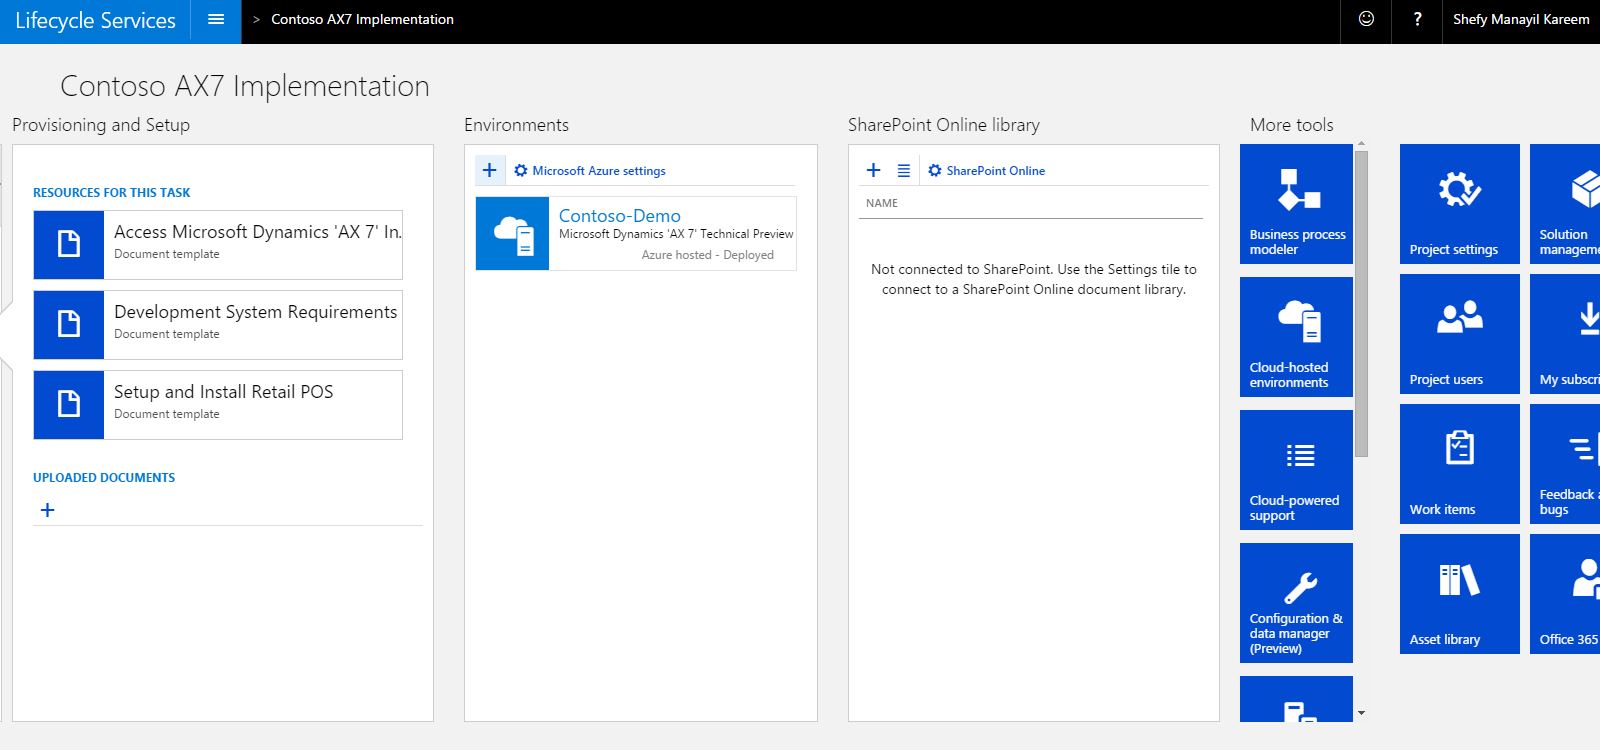 Lifecycle Services
> Contoso AX7 Implementation
?
Shefy Manayil Kareem
Contoso AX7 Implementation
Provisioning and Setup
RESOURCES FOR THIS TASK
Access Microsoft Dynamics 'AX 7' In.
Document template
Development System Requirements
Document template
Setup and Install Retail POS
Document template
UPLOADED DOCUMENTS
+
Environments
+ Microsoft Azure settings
Contoso-Demo
Microsoft Dynamics 'AX 7' Technical Preview
Azure hosted - Deployed
SharePoint Online library
+ SharePoint Online
NAME
Not connected to SharePoint. Use the Settings tile to
connect to a SharePoint Online document library.
More tools
Business process
modeler
Cloud-hosted
environments
Cloud-powered
support
Configuration &
data manager
(Preview)
Project settings
Solution
manageme
Project users
My subscri
Work items
Feedback a
bugs
Asset library
Office 365